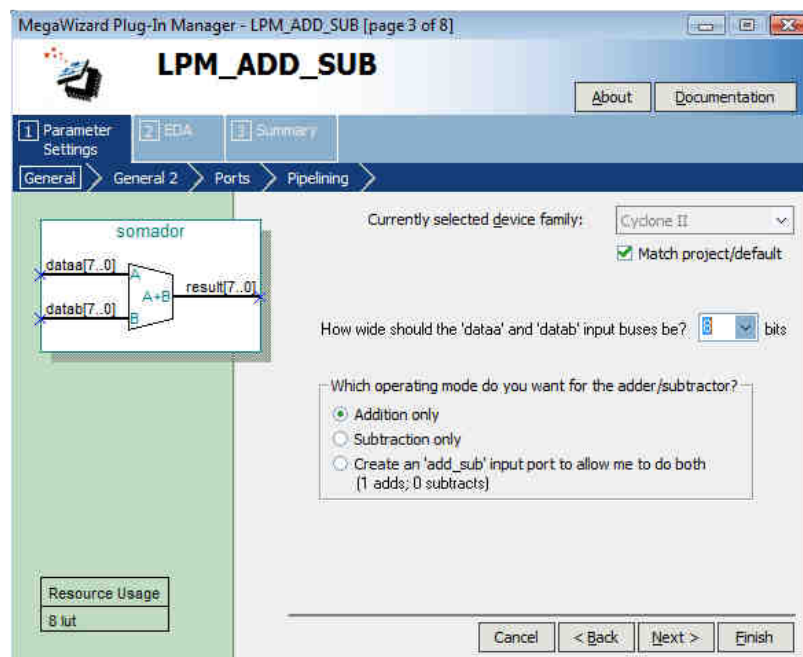 MegaWizard Plug-In Manager - LPM_ADD_SUB [page 3 of 8]
LPM_ADD_SUB
About
Documentation
1 Parameter Settings
2 EDA
3 Summary
General
General 2
Ports
Pipelining
somador
dataa[7..0]
A
A+B
result[7..0]
datab[7..0]
B
Currently selected device family:
Cyclone II
Match project/default
How wide should the 'dataa' and 'datab' input buses be?
8
bits
Which operating mode do you want for the adder/subtractor?
Addition only
Subtraction only
Create an 'add_sub' input port to allow me to do both
(1 adds; 0 subtracts)
Resource Usage
8 lut
Cancel
< Back
Next >
Finish